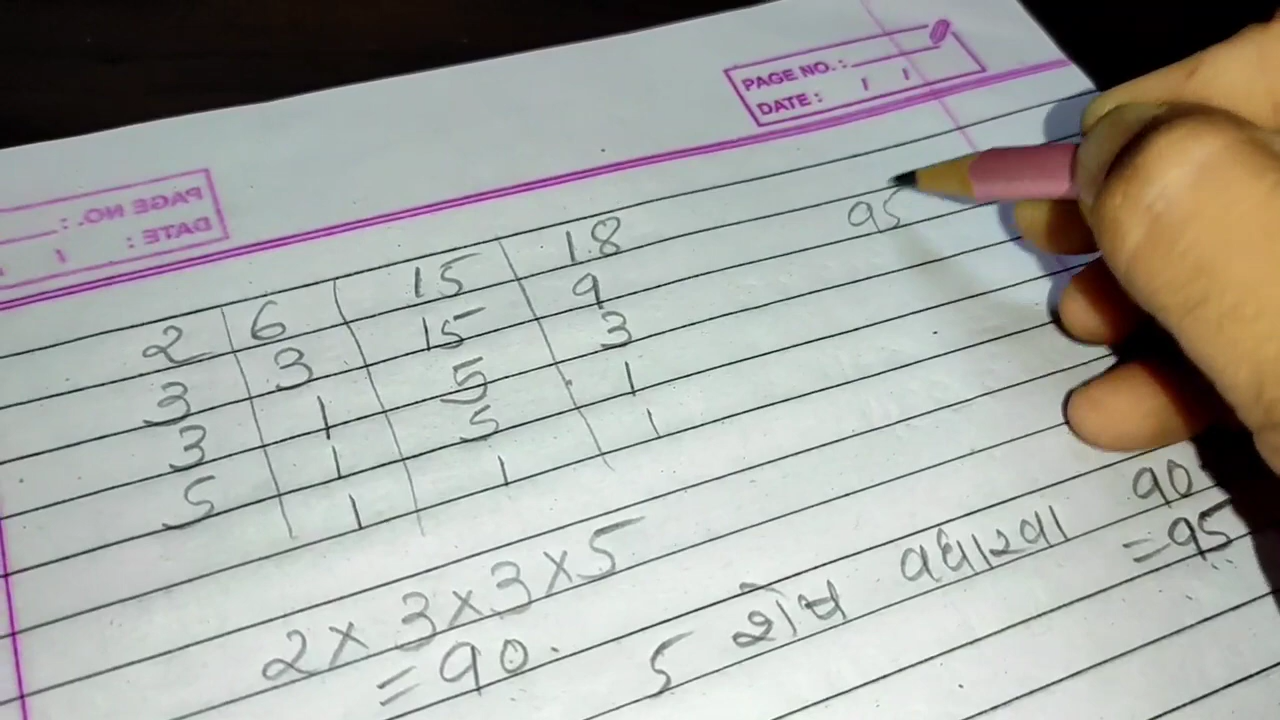 PAGE NO. :
DATE :
PAGE NO. :
DATE :
95
2 6 15 18
3 3 15 9
3 1 5 3
5 1 5 1
1 1 1
2 × 3 × 3 × 5
= 90.
5 શેષ વધારવા 90
= 95